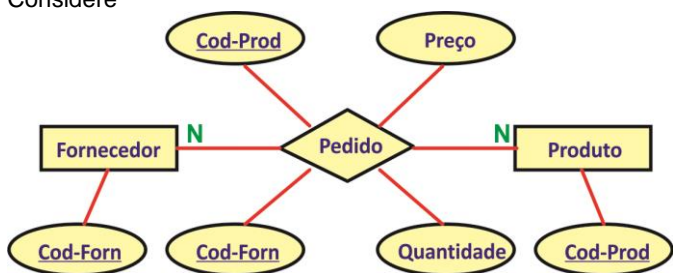 Considere
Cod-Prod
Preço
Fornecedor
N
Pedido
N
Produto
Cod-Forn
Cod-Forn
Quantidade
Cod-Prod